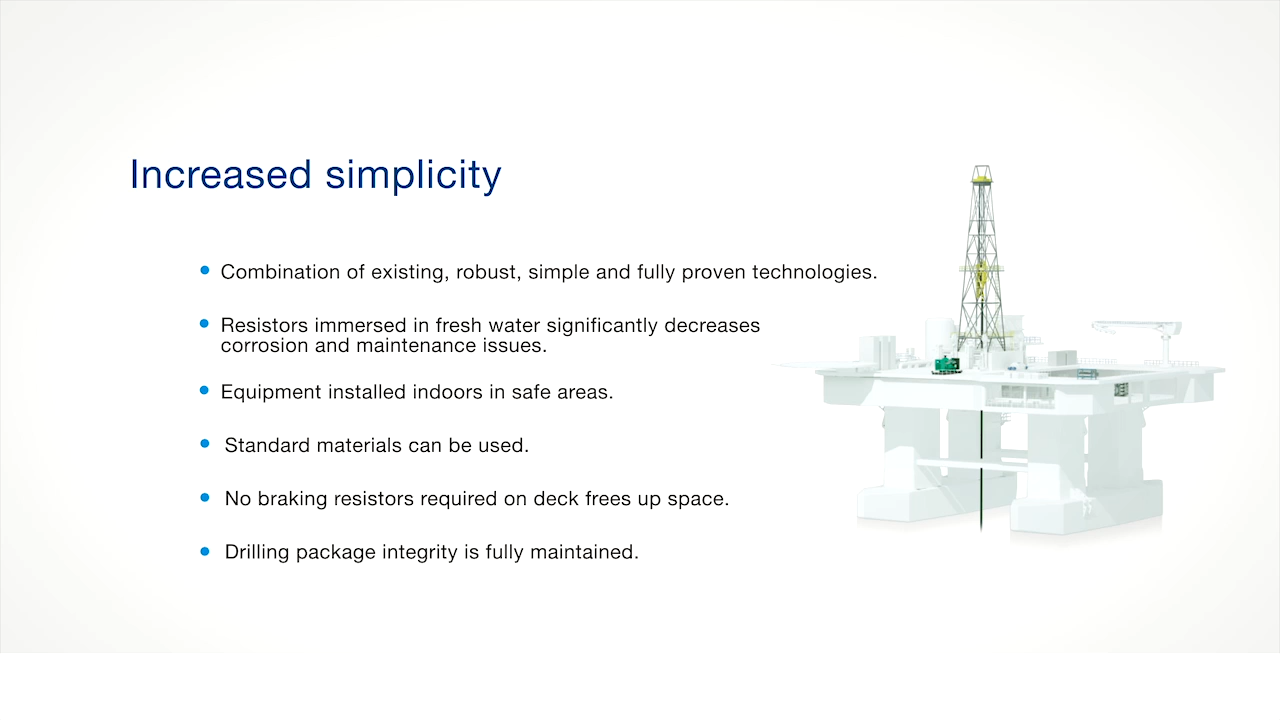 Increased simplicity
Combination of existing, robust, simple and fully proven technologies.
Resistors immersed in fresh water significantly decreases
corrosion and maintenance issues.
Equipment installed indoors in safe areas.
Standard materials can be used.
No braking resistors required on deck frees up space.
Drilling package integrity is fully maintained.